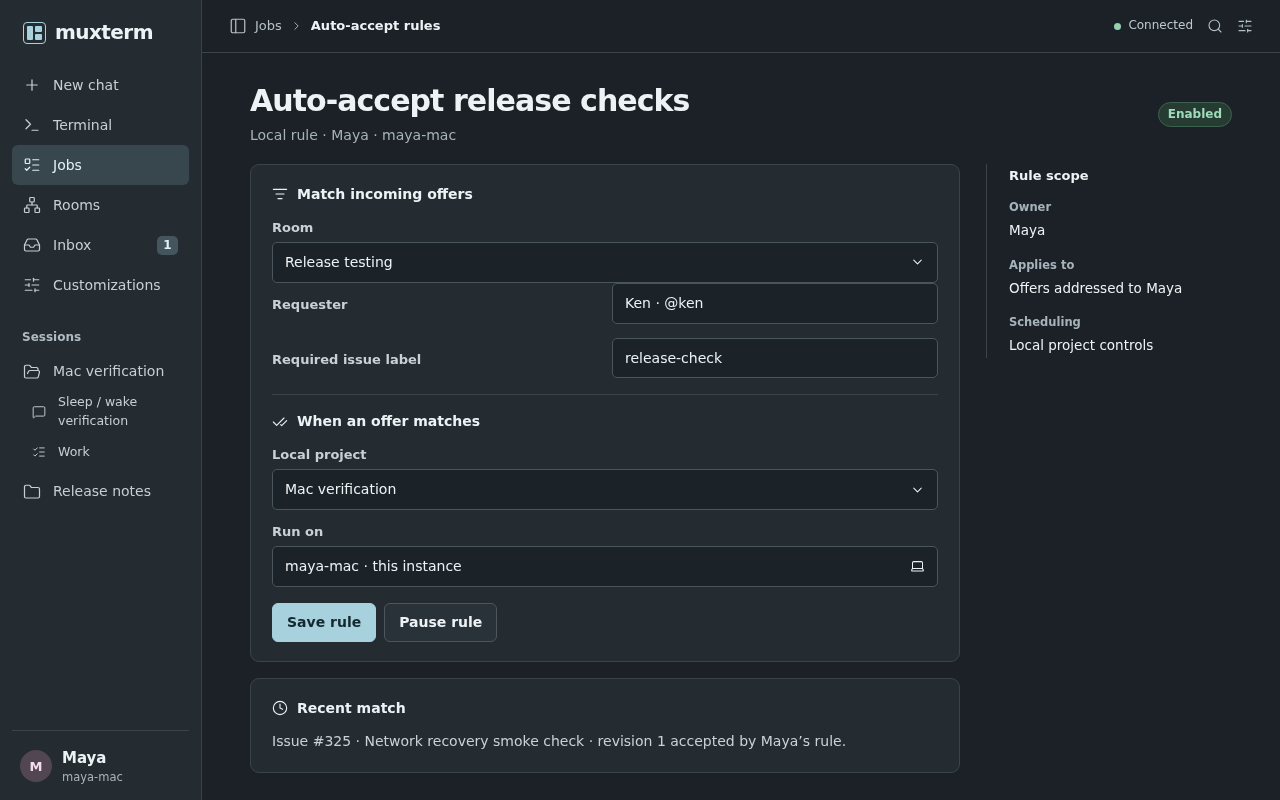 muxterm
New chat
Terminal
Jobs
Rooms
Inbox 1
Customizations
Sessions
Mac verification
Sleep / wake
verification
Work
Release notes
M
Maya
maya-mac
Jobs > Auto-accept rules
Connected
Auto-accept release checks
Local rule · Maya · maya-mac
Enabled
Match incoming offers
Room
Release testing
Requester
Ken · @ken
Required issue label
release-check
When an offer matches
Local project
Mac verification
Run on
maya-mac · this instance
Save rule
Pause rule
Recent match
Issue #325 · Network recovery smoke check · revision 1 accepted by Maya’s rule.
Rule scope
Owner
Maya
Applies to
Offers addressed to Maya
Scheduling
Local project controls